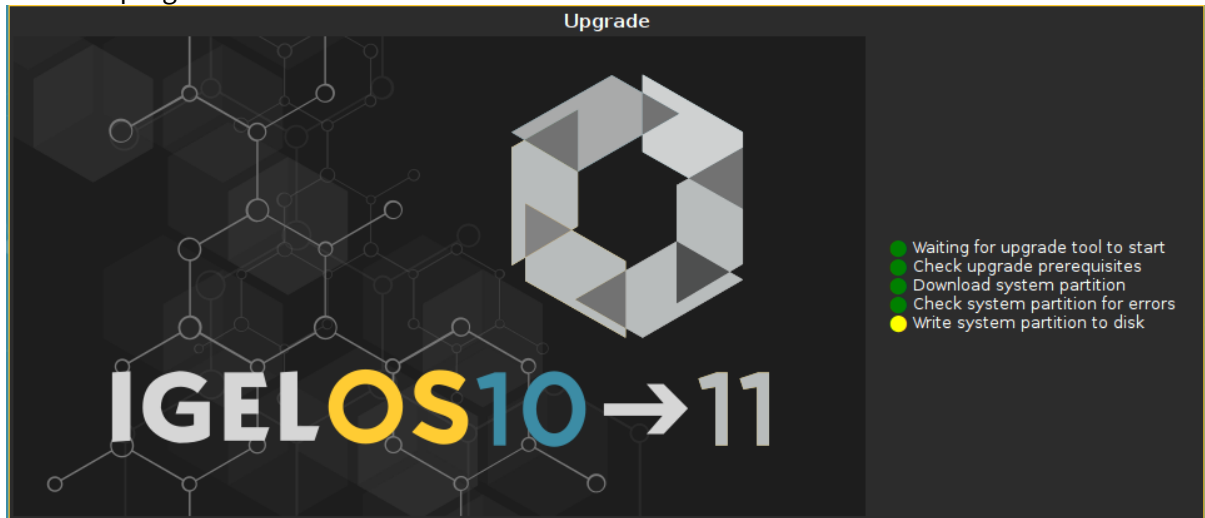 Upgrade
IGELOS10→11
Waiting for upgrade tool to start
Check upgrade prerequisites
Download system partition
Check system partition for errors
Write system partition to disk